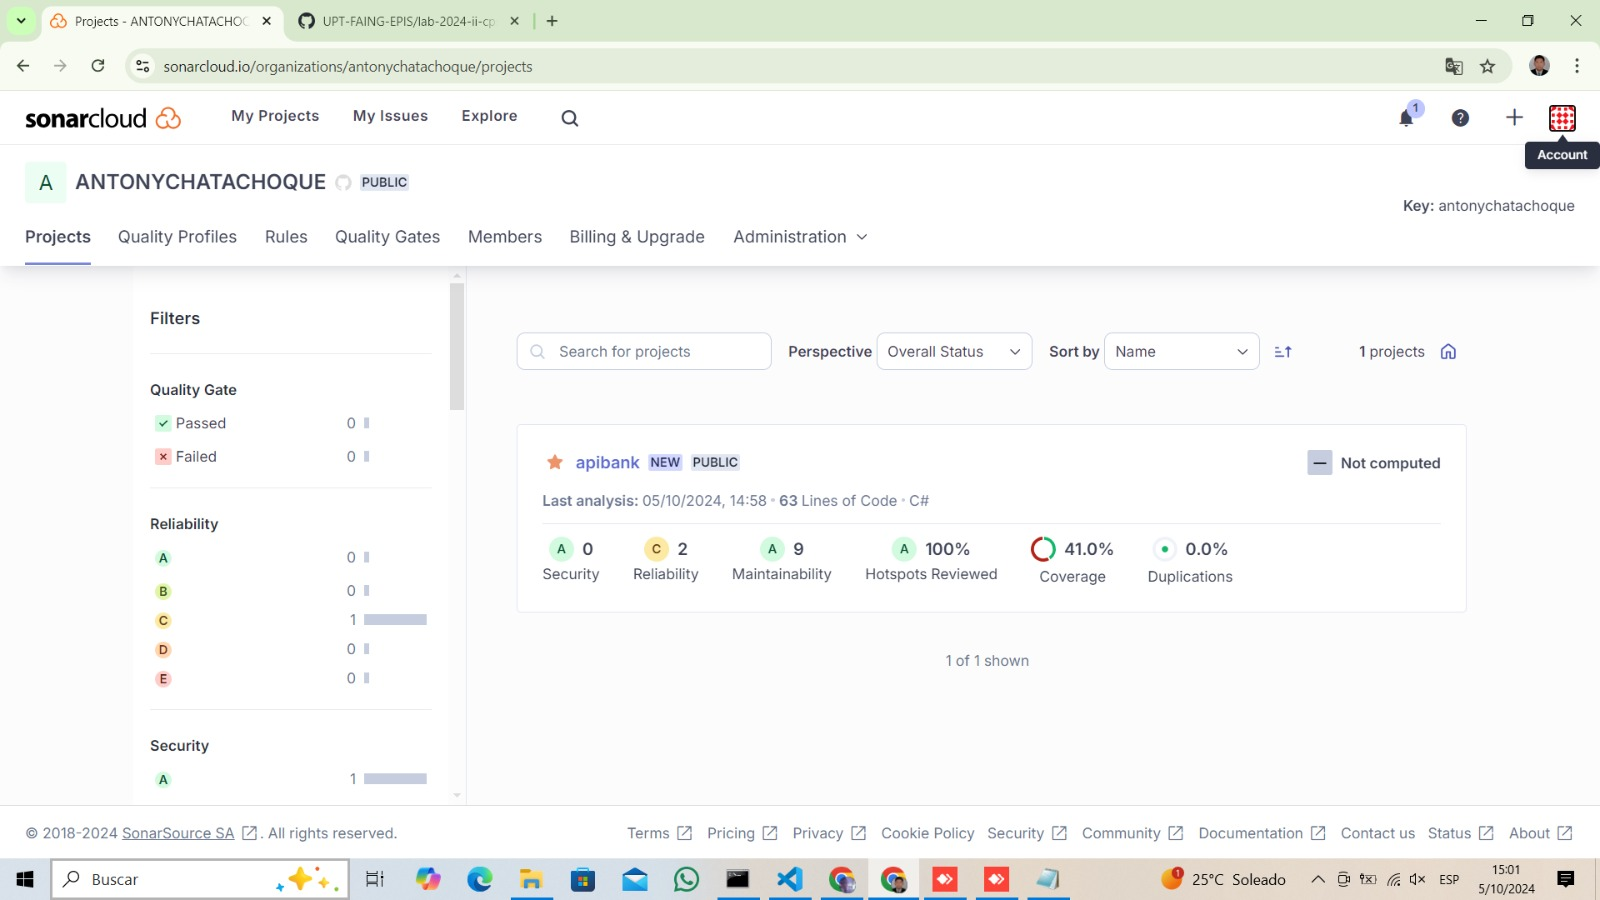 Projects - ANTONYCHATACHOQ
UPT-FAING-EPIS/lab-2024-ii-cp
sonarcloud.io/organizations/antonychatachoque/projects
sonarcloud
My Projects
My Issues
Explore
1
Account
A
ANTONYCHATACHOQUE
PUBLIC
Key: antonychatachoque
Projects
Quality Profiles
Rules
Quality Gates
Members
Billing & Upgrade
Administration
Filters
Quality Gate
Passed 0
Failed 0
Reliability
A 0
B 0
C 1
D 0
E 0
Security
A 1
Search for projects
Perspective
Overall Status
Sort by
Name
1 projects
apibank NEW PUBLIC
Not computed
Last analysis: 05/10/2024, 14:58 • 63 Lines of Code • C#
A 0
Security
C 2
Reliability
A 9
Maintainability
A 100%
Hotspots Reviewed
41.0%
Coverage
0.0%
Duplications
1 of 1 shown
© 2018-2024 SonarSource SA. All rights reserved.
Terms
Pricing
Privacy
Cookie Policy
Security
Community
Documentation
Contact us
Status
About
Buscar
1
25°C Soleado
ESP
15:01
5/10/2024